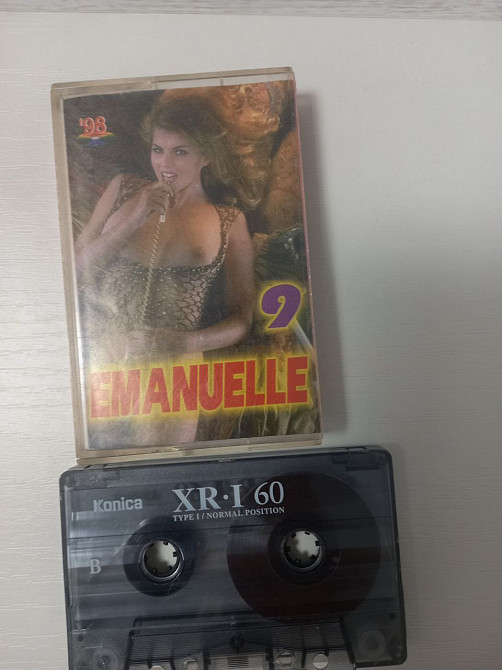 '98
9
EMANUELLE
Konica
XR·I 60
TYPE I / NORMAL POSITION
B